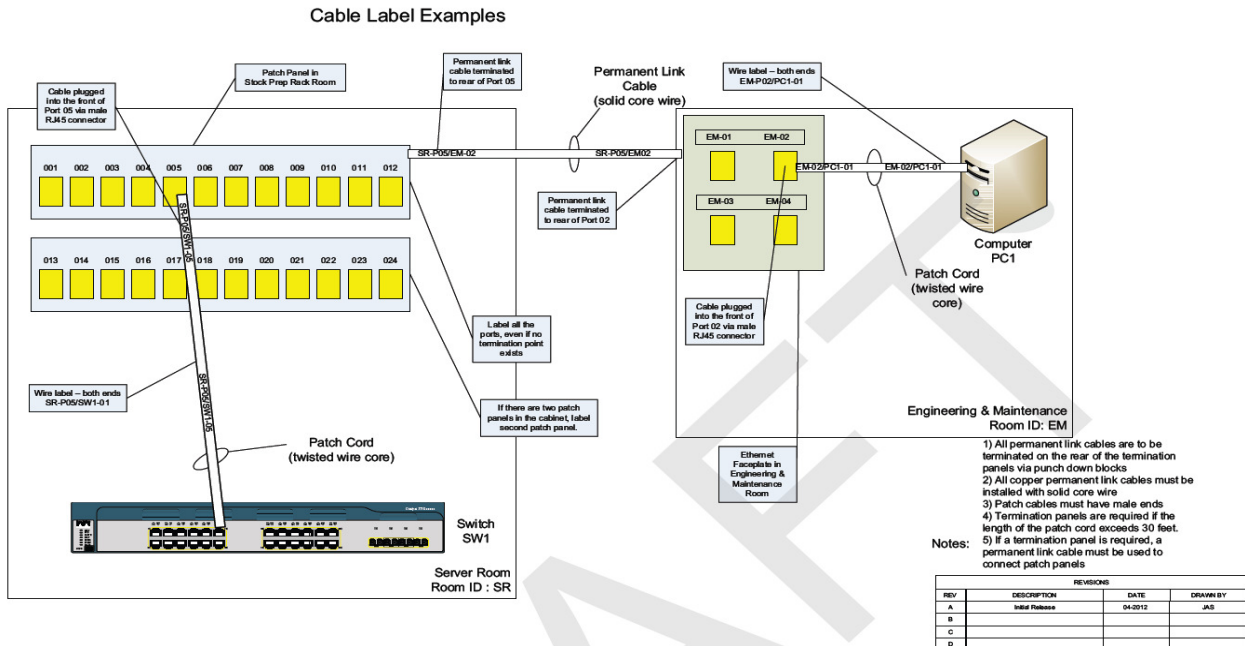 Cable Label Examples
Cable plugged
into the front of
Port 05 via male
RJ45 connector
Patch Panel in
Stock Prep Rack Room
Permanent link
cable terminated
to rear of Port 05
Permanent Link
Cable
(solid core wire)
Wire label – both ends
EM-P02/PC1-01
SR-P05/EM-02
SR-P05/EM02
001 002 003 004 005 006 007 008 009 010 011 012
EM-01 EM-02
EM-02/PC1-01
EM-02/PC1-01
Permanent link
cable terminated
to rear of Port 02
EM-03 EM-04
SR-P05/SW1-05
013 014 015 016 017 018 019 020 021 022 023 024
Computer
PC1
Patch Cord
(twisted wire
core)
Cable plugged
into the front of
Port 02 via male
RJ45 connector
Label all the
ports, even if no
termination point
exists
Wire label – both ends
SR-P05/SW1-01
SR-P05/SW1-05
If there are two patch
panels in the cabinet, label
second patch panel.
Patch Cord
(twisted wire core)
Engineering & Maintenance
Room ID: EM
Ethernet
Faceplate in
Engineering &
Maintenance
Room
Switch
SW1
Server Room
Room ID : SR
Notes:
1) All permanent link cables are to be
terminated on the rear of the termination
panels via punch down blocks
2) All copper permanent link cables must be
installed with solid core wire
3) Patch cables must have male ends
4) Termination panels are required if the
length of the patch cord exceeds 30 feet.
5) If a termination panel is required, a
permanent link cable must be used to
connect patch panels
REVISIONS
REV DESCRIPTION DATE DRAWN BY
A Initial Release 04-2012 JAS
B
C
D